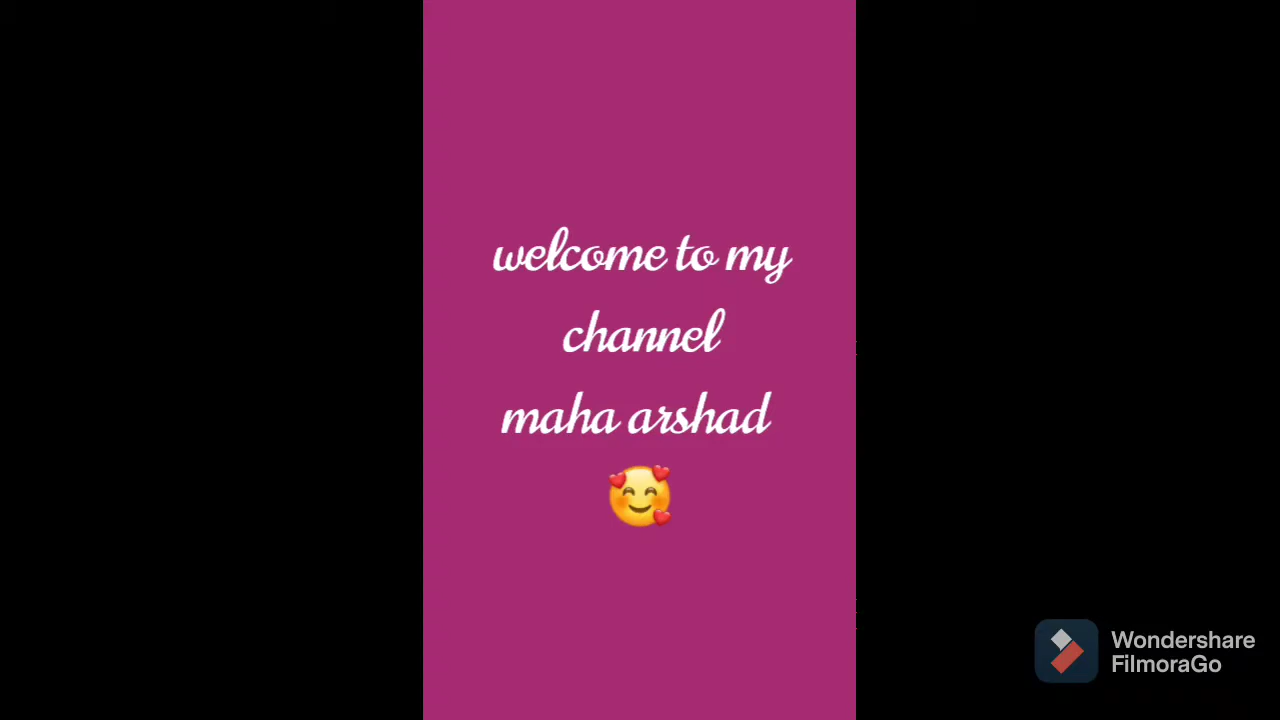 welcome to my
channel
maha arshad
🥰
Wondershare
FilmoraGo